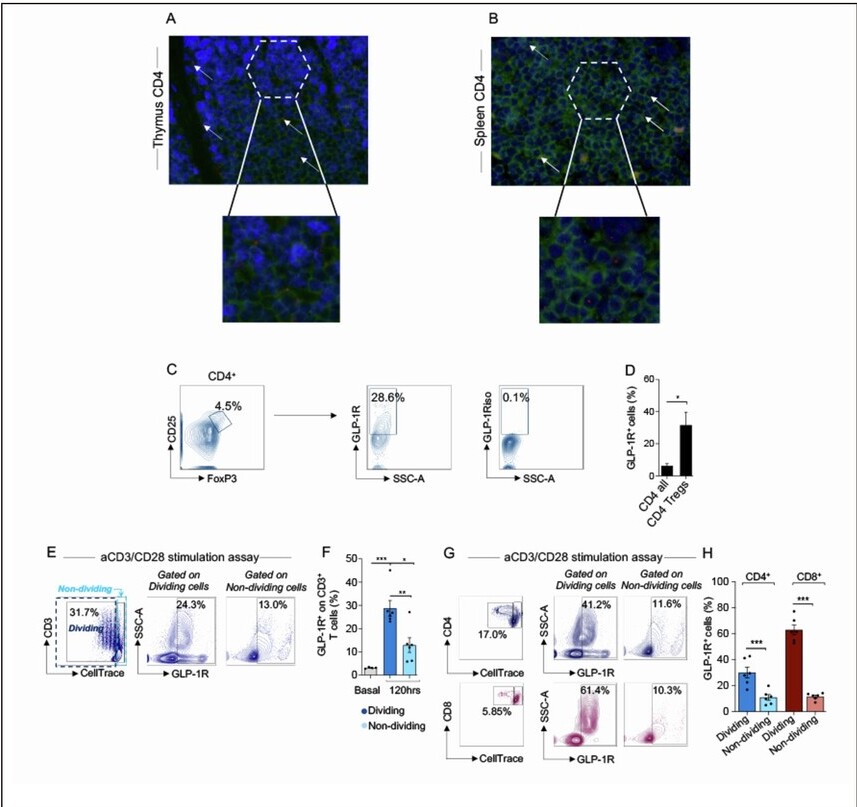 A
B
Thymus CD4
Spleen CD4
C
CD4+
4.5%
CD25
FoxP3
28.6%
GLP-1R
SSC-A
0.1%
GLP-1Riso
SSC-A
D
GLP-1R+ cells (%)
60
40
20
0
*
CD4 all
CD4 Tregs
E
aCD3/CD28 stimulation assay
Non-dividing
31.7%
Dividing
CD3
CellTrace
Gated on
Dividing cells
24.3%
SSC-A
GLP-1R
Gated on
Non-dividing cells
13.0%
F
GLP-1R+ on CD3+
T cells (%)
50
40
30
20
10
0
***
*
**
Basal
120hrs
Dividing
Non-dividing
G
aCD3/CD28 stimulation assay
Gated on
Dividing cells
Gated on
Non-dividing cells
CD4
17.0%
CellTrace
41.2%
SSC-A
GLP-1R
11.6%
CD8
5.85%
CellTrace
61.4%
SSC-A
GLP-1R
10.3%
H
CD4+
CD8+
GLP-1R+ cells (%)
100
80
60
40
20
0
***
***
Dividing
Non-dividing
Dividing
Non-dividing